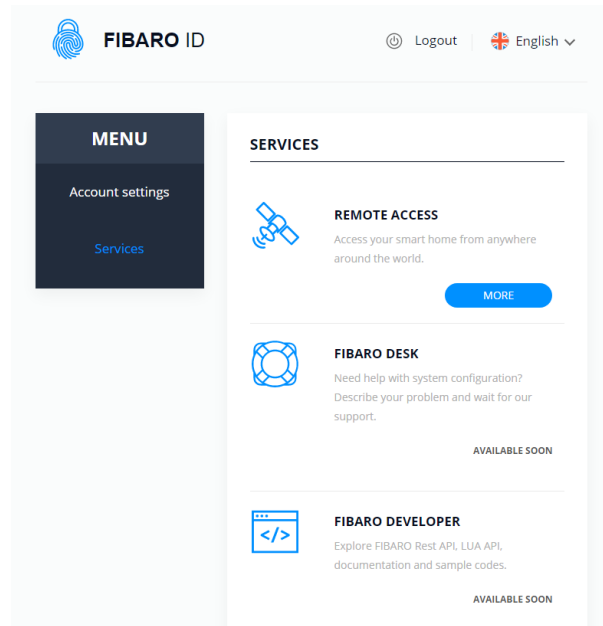 FIBARO ID
Logout
English
MENU
Account settings
Services
SERVICES
REMOTE ACCESS
Access your smart home from anywhere
around the world.
MORE
FIBARO DESK
Need help with system configuration?
Describe your problem and wait for our
support.
AVAILABLE SOON
</>
FIBARO DEVELOPER
Explore FIBARO Rest API, LUA API,
documentation and sample codes.
AVAILABLE SOON